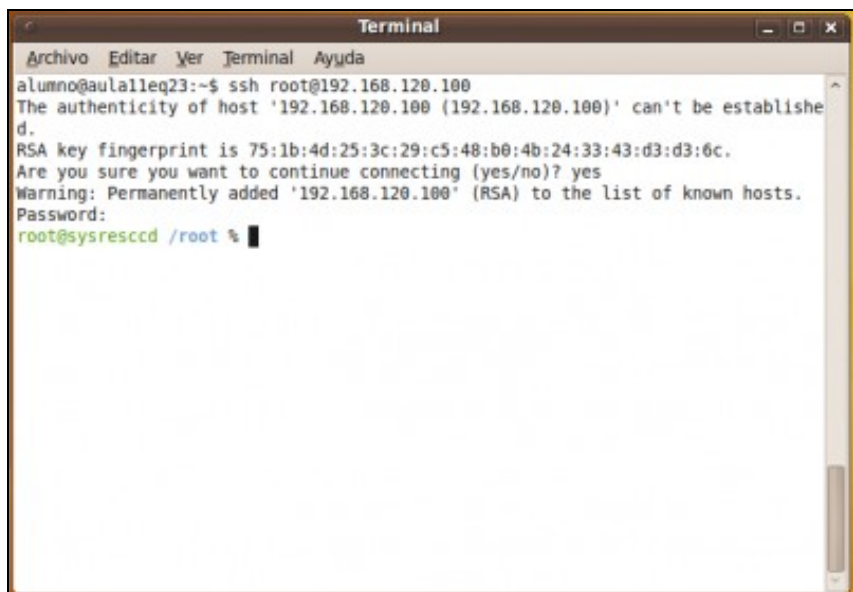 Terminal
Archivo Editar Ver Terminal Ayuda
alumno@aula11eq23:~$ ssh root@192.168.120.100
The authenticity of host '192.168.120.100 (192.168.120.100)' can't be establishe
d.
RSA key fingerprint is 75:1b:4d:25:3c:29:c5:48:b0:4b:24:33:43:d3:d3:6c.
Are you sure you want to continue connecting (yes/no)? yes
Warning: Permanently added '192.168.120.100' (RSA) to the list of known hosts.
Password:
root@sysresccd /root %